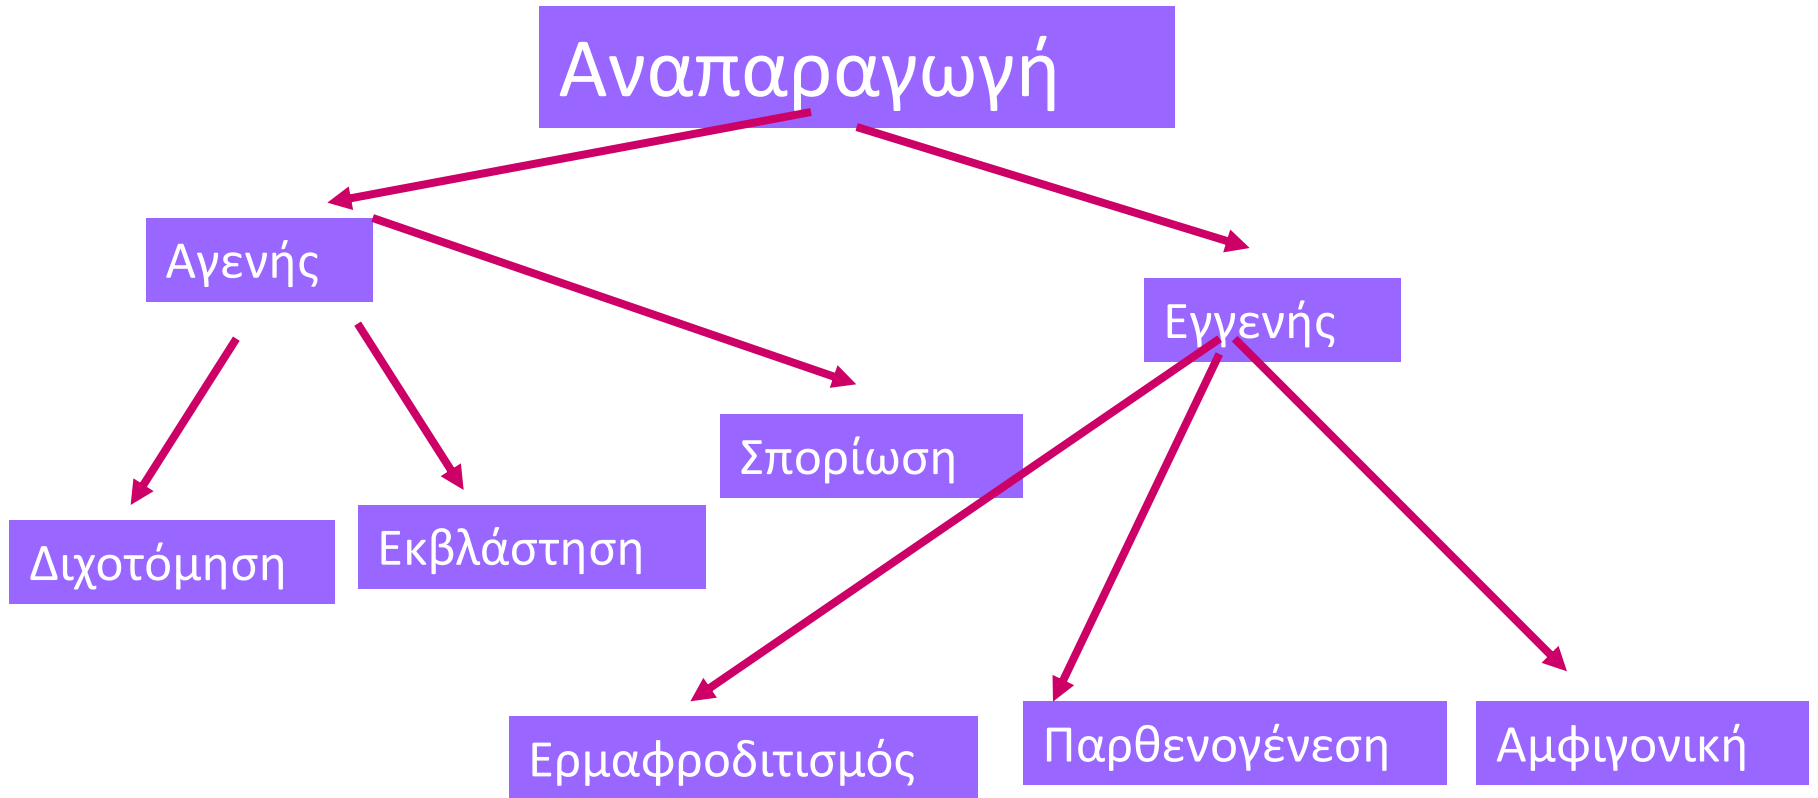 Αναπαραγωγή
Αγενής
Εγγενής
Σπορίωση
Διχοτόμηση
Εκβλάστηση
Ερμαφροδιτισμός
Παρθενογένεση
Αμφιγονική